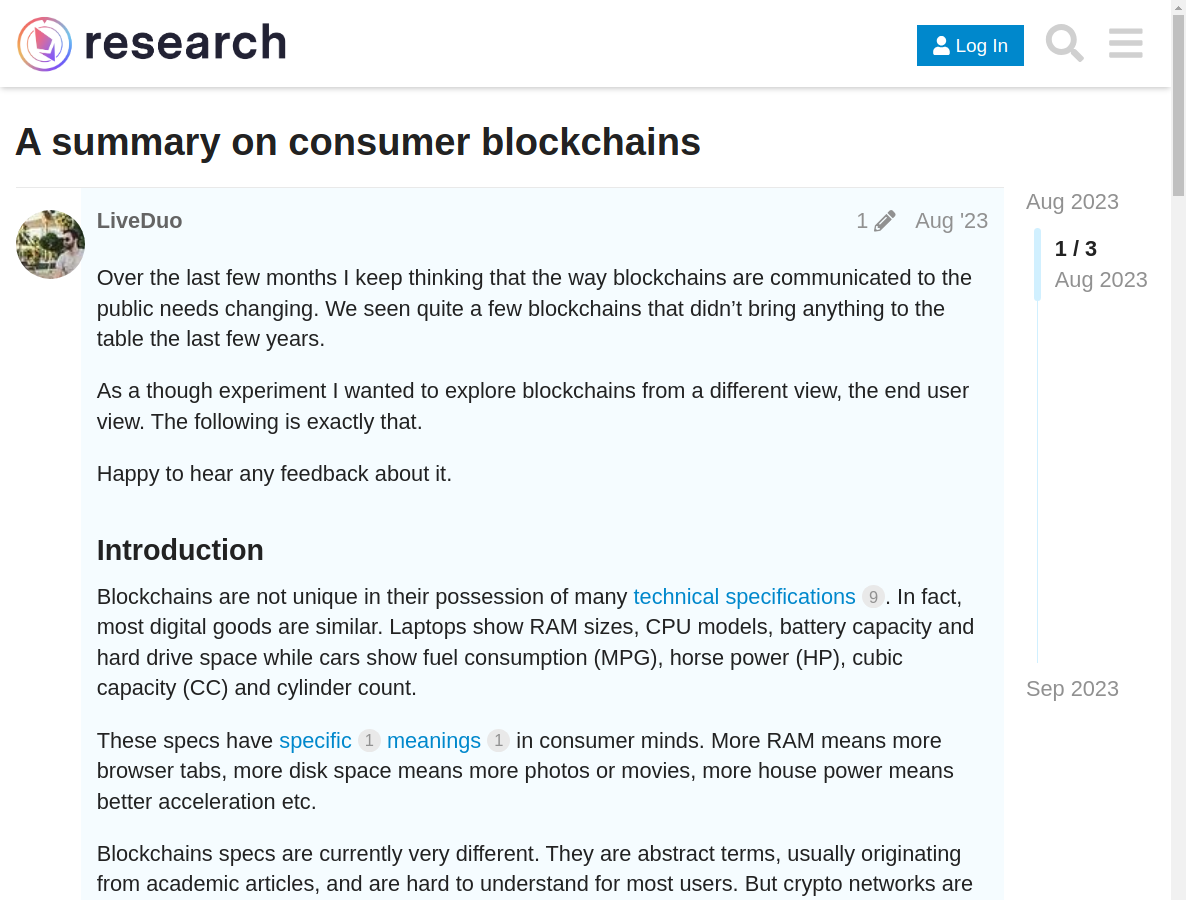 research
Log In
A summary on consumer blockchains
LiveDuo
1
Aug '23
Over the last few months I keep thinking that the way blockchains are communicated to the
public needs changing. We seen quite a few blockchains that didn’t bring anything to the
table the last few years.
As a though experiment I wanted to explore blockchains from a different view, the end user
view. The following is exactly that.
Happy to hear any feedback about it.
Introduction
Blockchains are not unique in their possession of many technical specifications 9. In fact,
most digital goods are similar. Laptops show RAM sizes, CPU models, battery capacity and
hard drive space while cars show fuel consumption (MPG), horse power (HP), cubic
capacity (CC) and cylinder count.
These specs have specific 1 meanings 1 in consumer minds. More RAM means more
browser tabs, more disk space means more photos or movies, more house power means
better acceleration etc.
Blockchains specs are currently very different. They are abstract terms, usually originating
from academic articles, and are hard to understand for most users. But crypto networks are
Aug 2023
1 / 3
Aug 2023
Sep 2023